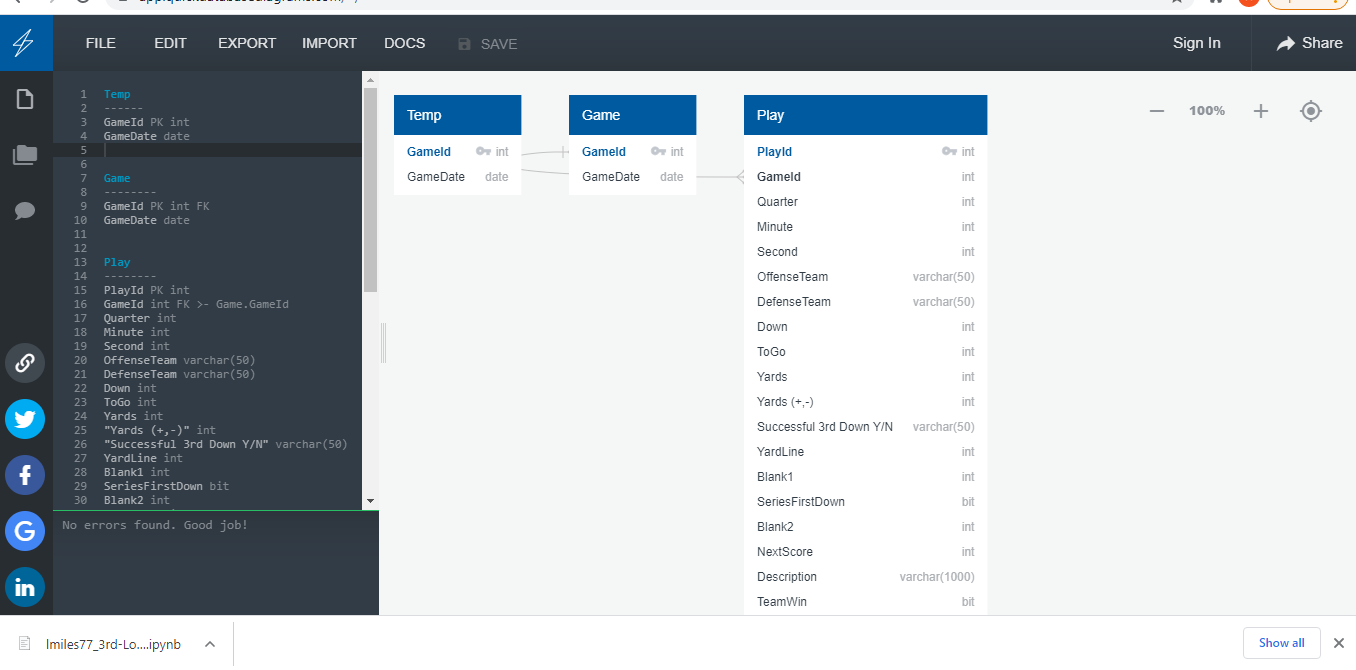 FILE EDIT EXPORT IMPORT DOCS SAVE Sign In Share
1 Temp
2 ------
3 GameId PK int
4 GameDate date
5
6
7 Game
8 --------
9 GameId PK int FK
10 GameDate date
11
12
13 Play
14 --------
15 PlayId PK int
16 GameId int FK >- Game.GameId
17 Quarter int
18 Minute int
19 Second int
20 OffenseTeam varchar(50)
21 DefenseTeam varchar(50)
22 Down int
23 ToGo int
24 Yards int
25 "Yards (+,-)" int
26 "Successful 3rd Down Y/N" varchar(50)
27 YardLine int
28 Blank1 int
29 SeriesFirstDown bit
30 Blank2 int
No errors found. Good job!
Temp
GameId int
GameDate date
Game
GameId int
GameDate date
Play
PlayId int
GameId int
Quarter int
Minute int
Second int
OffenseTeam varchar(50)
DefenseTeam varchar(50)
Down int
ToGo int
Yards int
Yards (+,-) int
Successful 3rd Down Y/N varchar(50)
YardLine int
Blank1 int
SeriesFirstDown bit
Blank2 int
NextScore int
Description varchar(1000)
TeamWin bit
100%
f
G
in
lmiles77_3rd-Lo....ipynb
Show all